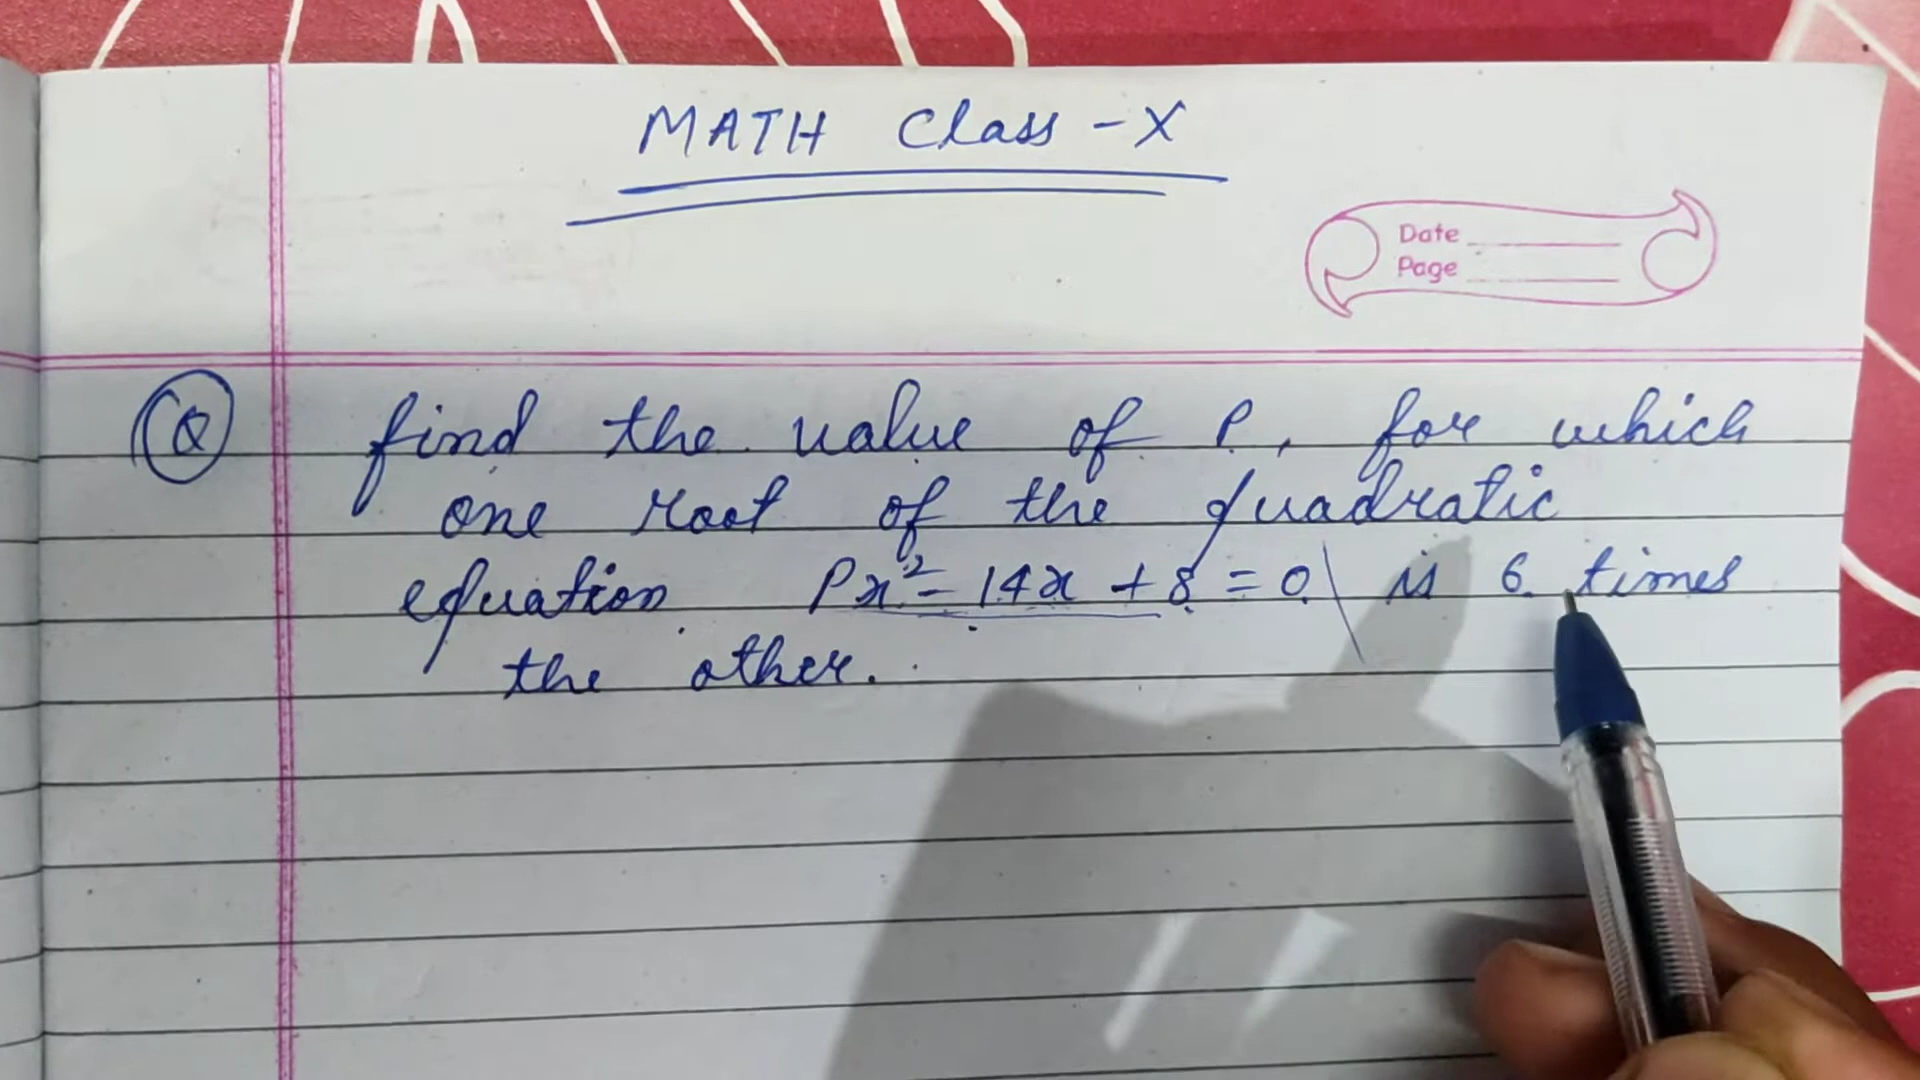 MATH Class - X
Date
Page
Q find the value of P, for which
one root of the quadratic
equation Px² - 14x + 8 = 0 is 6 times
the other.